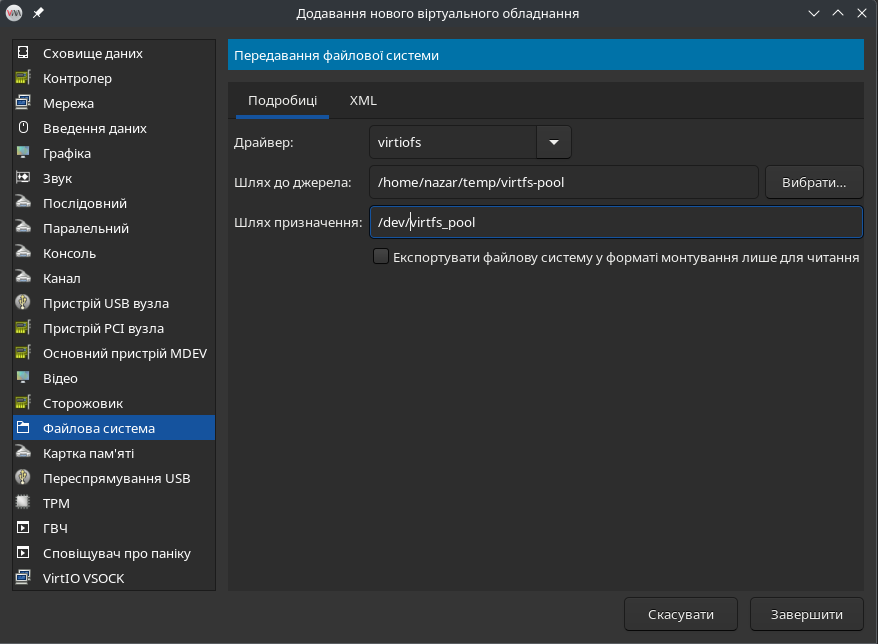 Додавання нового віртуального обладнання
Сховище даних
Контролер
Мережа
Введення даних
Графіка
Звук
Послідовний
Паралельний
Консоль
Канал
Пристрій USB вузла
Пристрій PCI вузла
Основний пристрій MDEV
Відео
Сторожовик
Файлова система
Картка пам'яті
Переспрямування USB
TPM
ГВЧ
Сповіщувач про паніку
VirtIO VSOCK
Передавання файлової системи
Подробиці XML
Драйвер: virtiofs
Шлях до джерела: /home/nazar/temp/virtfs-pool Вибрати...
Шлях призначення: /dev/virtfs_pool
Експортувати файлову систему у форматі монтування лише для читання
Скасувати Завершити